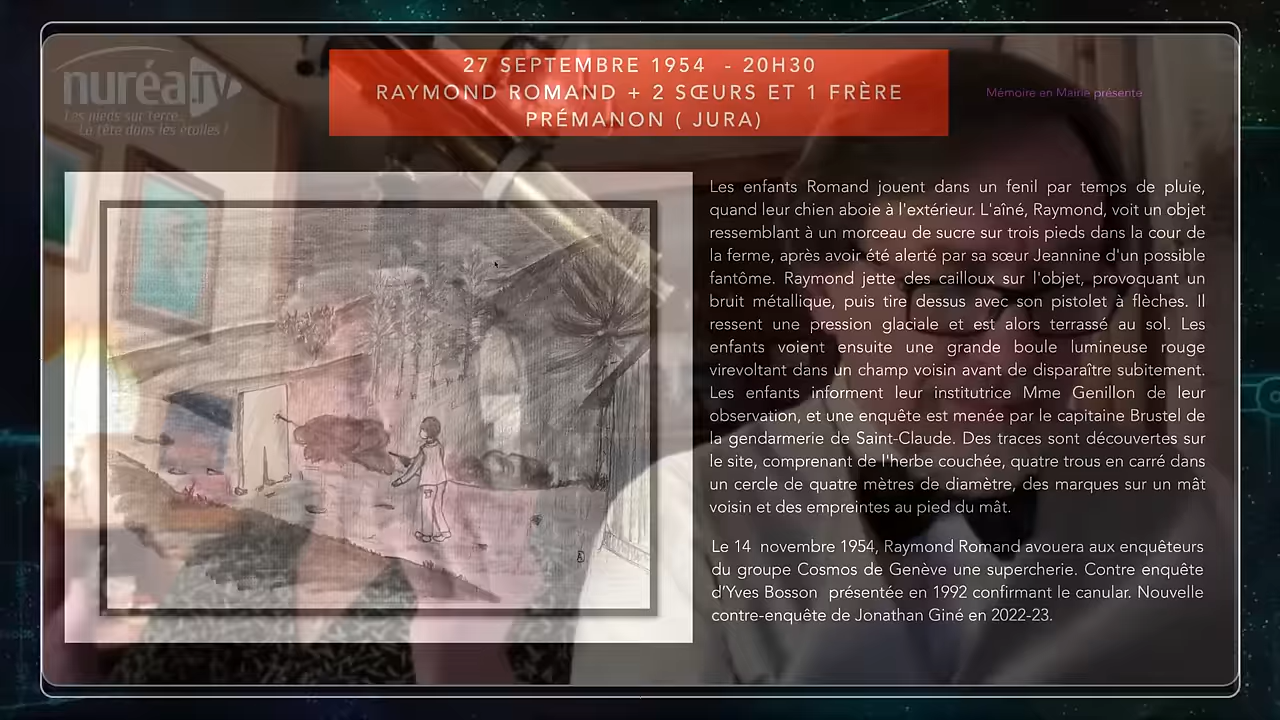 nuréa.TV
Les pieds sur terre...
La tête dans les étoiles !
27 SEPTEMBRE 1954 - 20H30
RAYMOND ROMAND + 2 SŒURS ET 1 FRÈRE
PRÉMANON ( JURA)
Mémoire en Mairie présente
Les enfants Romand jouent dans un fenil par temps de pluie,
quand leur chien aboie à l'extérieur. L'aîné, Raymond, voit un objet
ressemblant à un morceau de sucre sur trois pieds dans la cour de
la ferme, après avoir été alerté par sa sœur Jeannine d'un possible
fantôme. Raymond jette des cailloux sur l'objet, provoquant un
bruit métallique, puis tire dessus avec son pistolet à flèches. Il
ressent une pression glaciale et est alors terrassé au sol. Les
enfants voient ensuite une grande boule lumineuse rouge
virevoltant dans un champ voisin avant de disparaître subitement.
Les enfants informent leur institutrice Mme Genillon de leur
observation, et une enquête est menée par le capitaine Brustel de
la gendarmerie de Saint-Claude. Des traces sont découvertes sur
le site, comprenant de l'herbe couchée, quatre trous en carré dans
un cercle de quatre mètres de diamètre, des marques sur un mât
voisin et des empreintes au pied du mât.
Le 14 novembre 1954, Raymond Romand avouera aux enquêteurs
du groupe Cosmos de Genève une supercherie. Contre enquête
d'Yves Bosson présentée en 1992 confirmant le canular. Nouvelle
contre-enquête de Jonathan Giné en 2022-23.